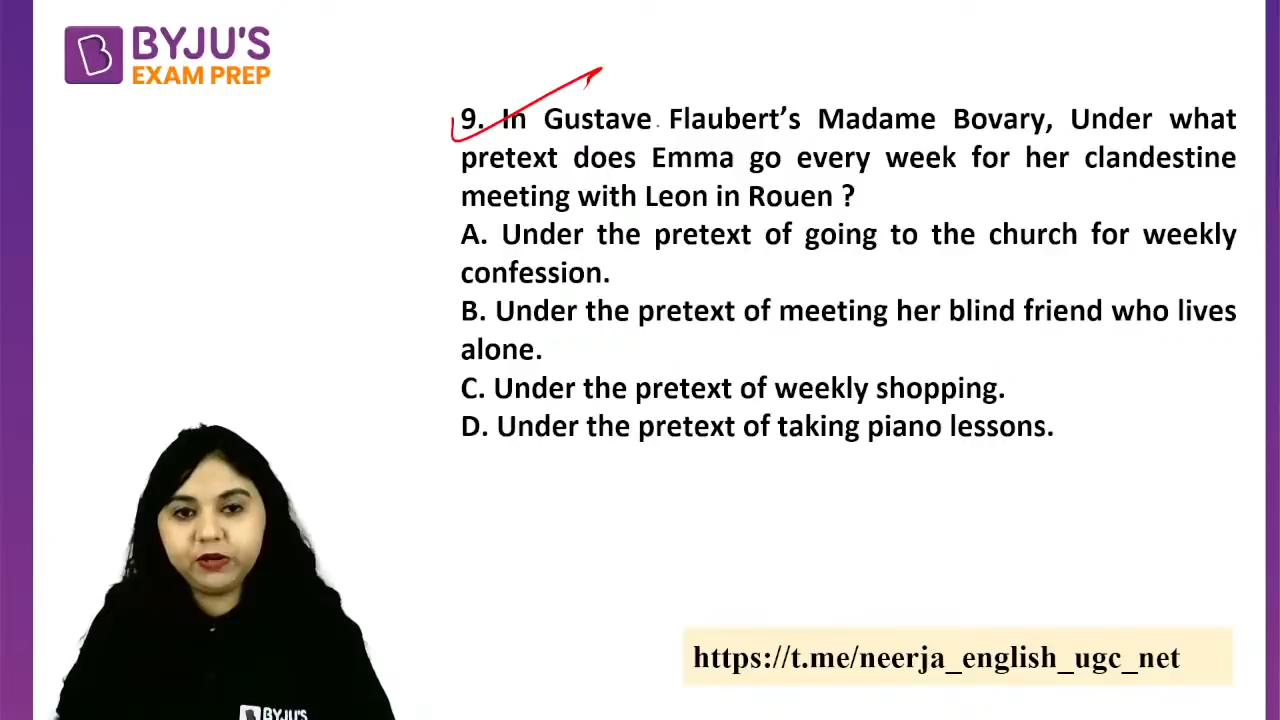 BYJU'S
EXAM PREP
9. In Gustave Flaubert’s Madame Bovary, Under what
pretext does Emma go every week for her clandestine
meeting with Leon in Rouen ?
A. Under the pretext of going to the church for weekly
confession.
B. Under the pretext of meeting her blind friend who lives
alone.
C. Under the pretext of weekly shopping.
D. Under the pretext of taking piano lessons.
https://t.me/neerja_english_ugc_net
BYJU'S